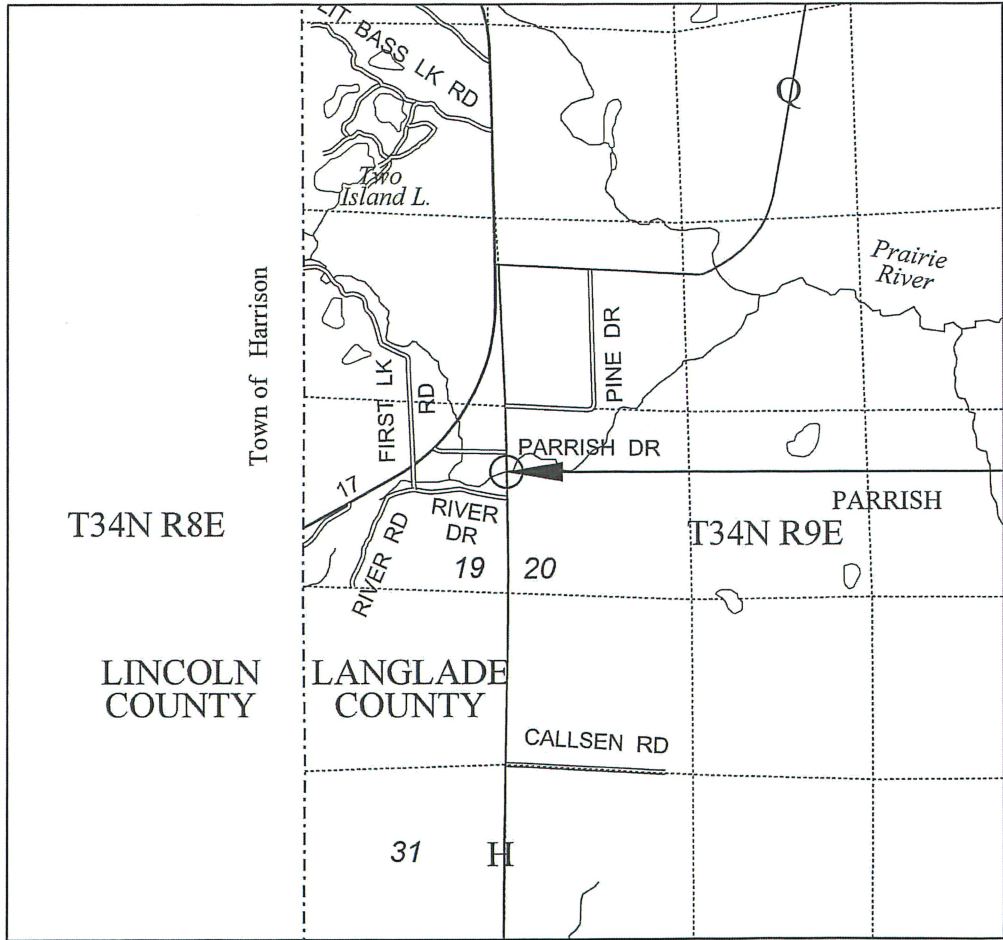 LIT BASS LK RD
Q
Two
Island L.
Prairie
River
Town of Harrison
FIRST LK
RD
PINE DR
PARRISH DR
17
PARRISH
RIVER
DR
RIVER RD
T34N R8E
T34N R9E
19
20
LINCOLN
COUNTY
LANGLADE
COUNTY
CALLSEN RD
31
H